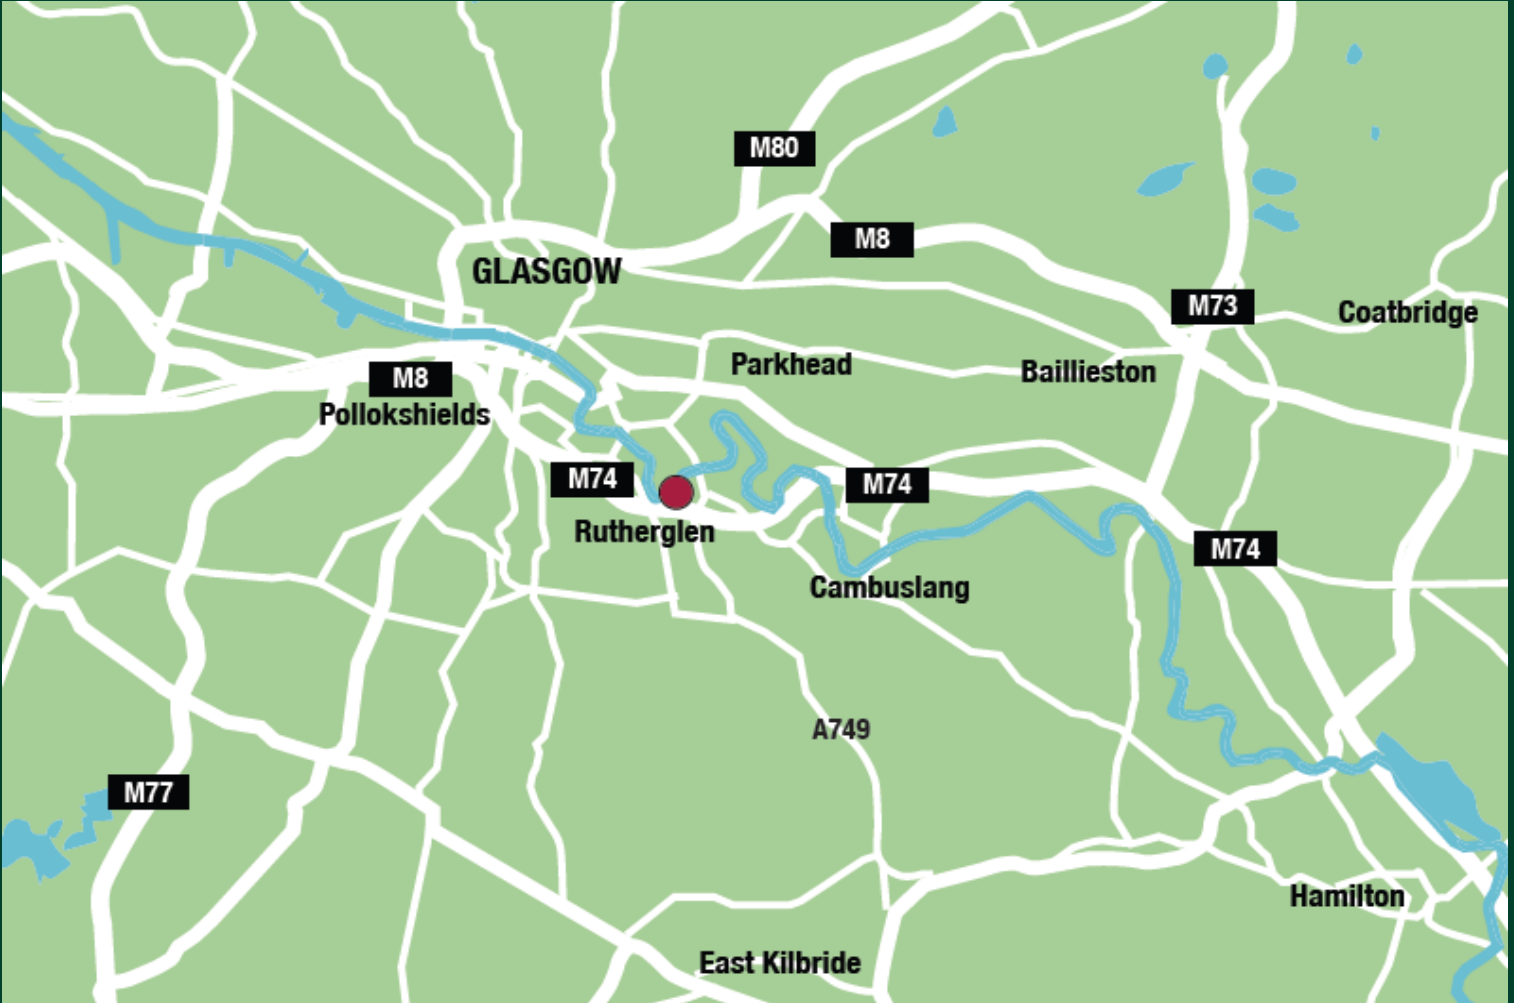 M80
M8
GLASGOW
M73
Coatbridge
Parkhead
Baillieston
M8
Pollokshields
M74
M74
Rutherglen
M74
Cambuslang
A749
M77
Hamilton
East Kilbride